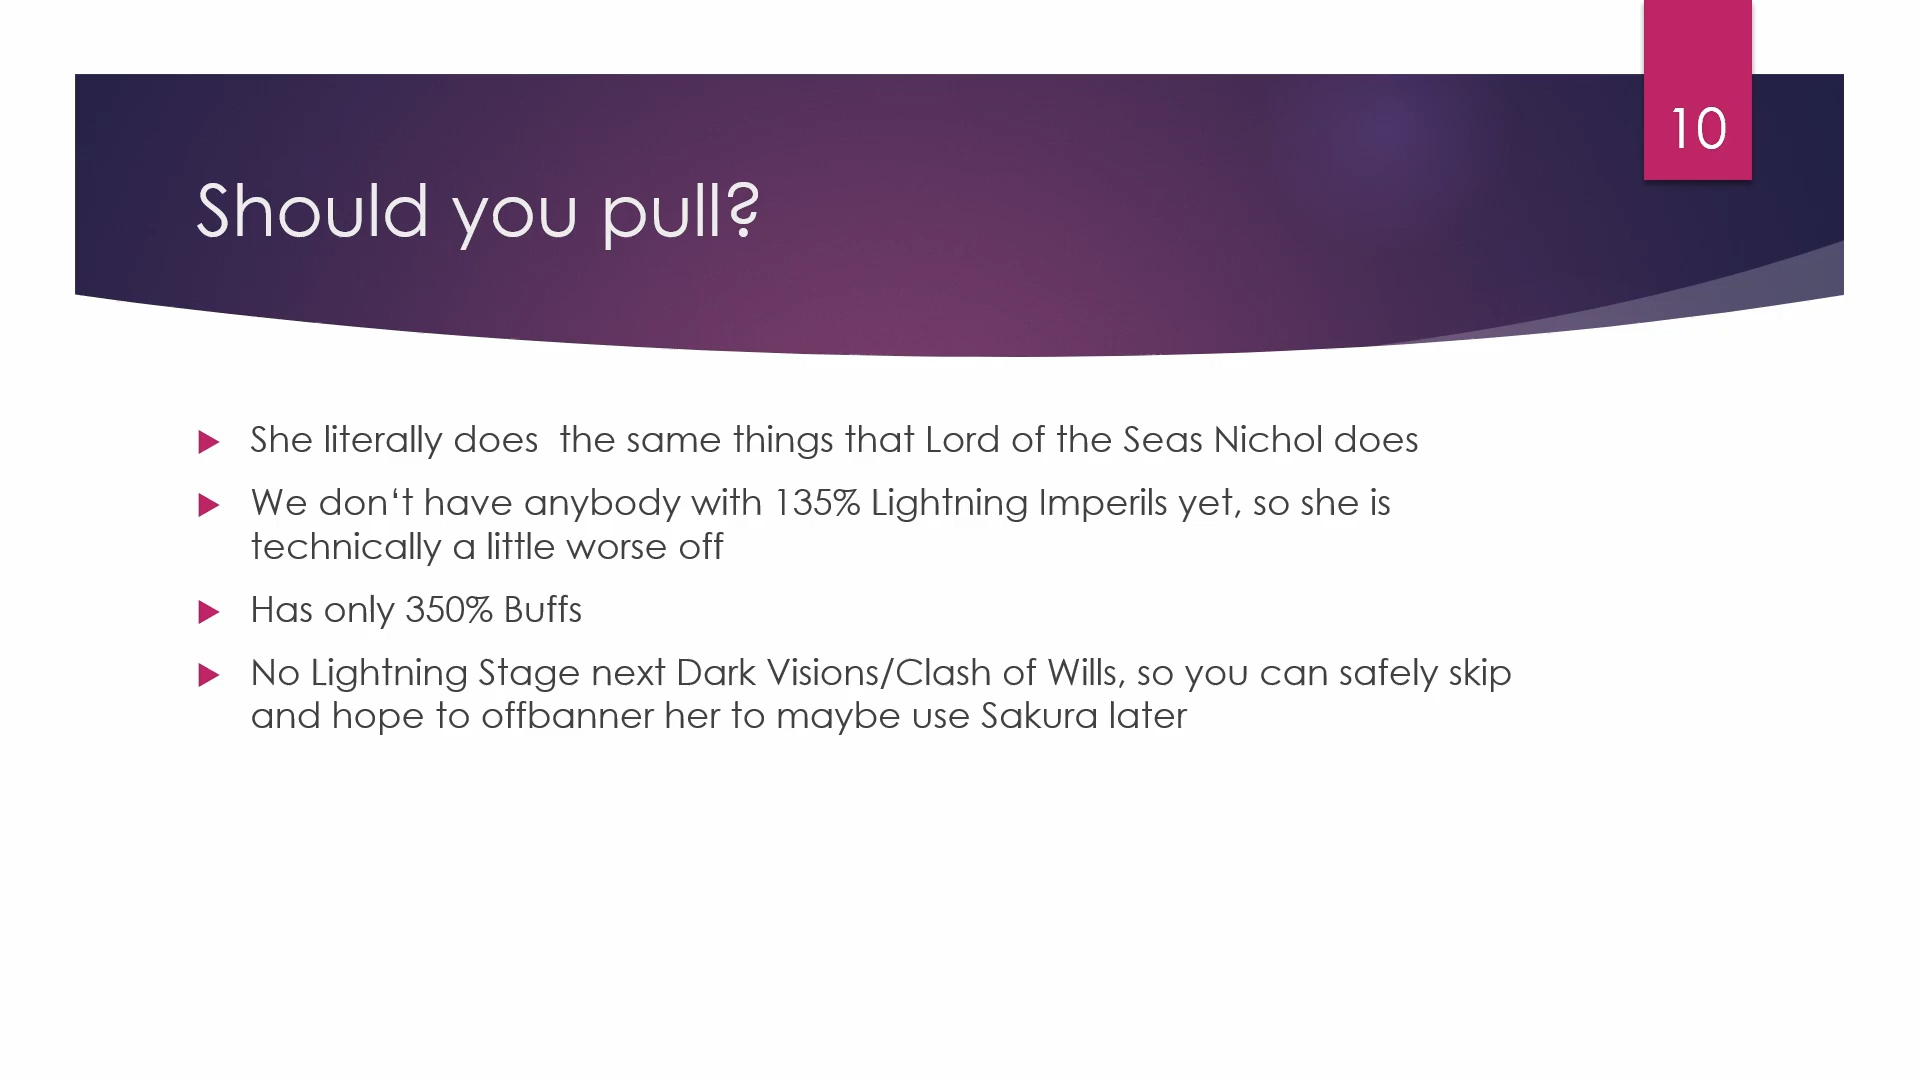 10
Should you pull?
She literally does  the same things that Lord of the Seas Nichol does
We don‘t have anybody with 135% Lightning Imperils yet, so she is
technically a little worse off
Has only 350% Buffs
No Lightning Stage next Dark Visions/Clash of Wills, so you can safely skip
and hope to offbanner her to maybe use Sakura later